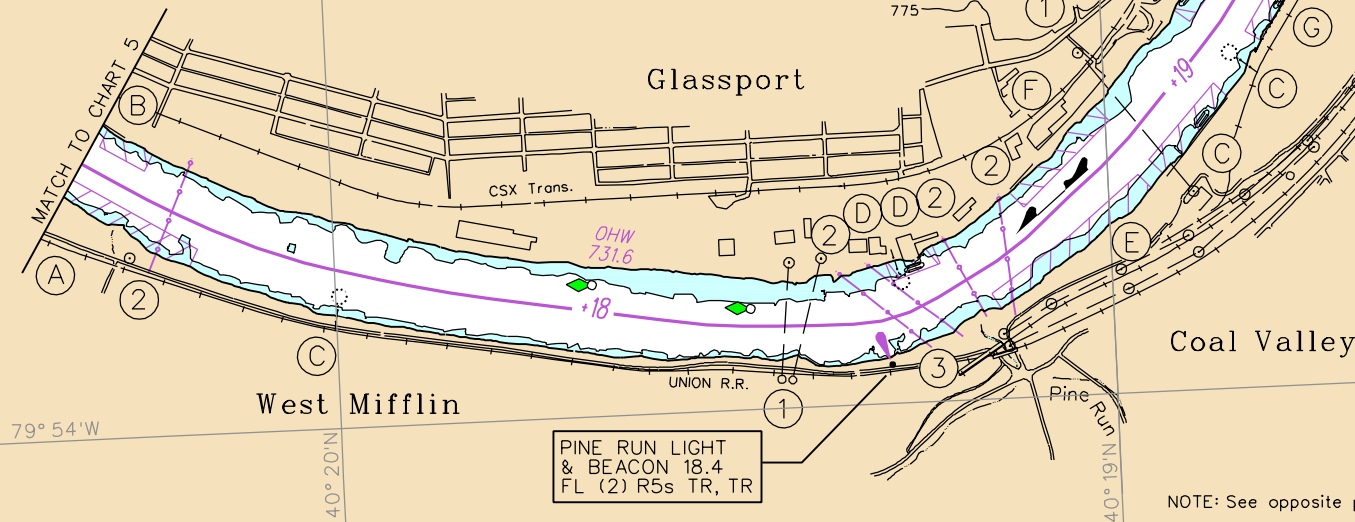 775
1
G
MATCH TO CHART 5
Glassport
+19
B
F
C
2
C
CSX Trans.
D
D
2
OHW
731.6
2
E
A
2
+18
Coal Valley
C
UNION R.R.
3
West Mifflin
1
Pine Run
79° 54'W
PINE RUN LIGHT
& BEACON 18.4
FL (2) R5s TR, TR
40° 20'N
40° 19'N
NOTE: See opposite